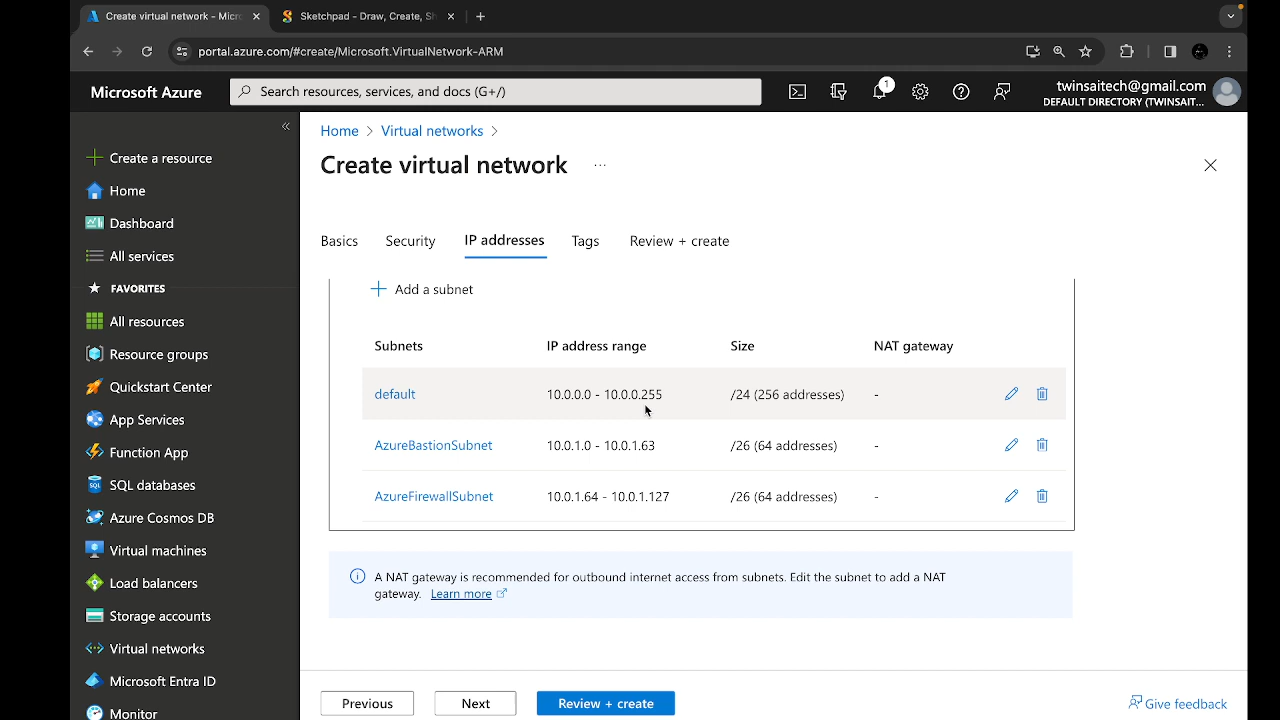 Create virtual network - Micr
Sketchpad - Draw, Create, Sh
portal.azure.com/#create/Microsoft.VirtualNetwork-ARM
Microsoft Azure
Search resources, services, and docs (G+/)
1
twinsaitech@gmail.com
DEFAULT DIRECTORY (TWINSAIT...
Create a resource
Home
Dashboard
All services
FAVORITES
All resources
Resource groups
Quickstart Center
App Services
Function App
SQL databases
Azure Cosmos DB
Virtual machines
Load balancers
Storage accounts
Virtual networks
Microsoft Entra ID
Monitor
Home > Virtual networks >
Create virtual network ...
Basics Security IP addresses Tags Review + create
+ Add a subnet
Subnets IP address range Size NAT gateway
default 10.0.0.0 - 10.0.0.255 /24 (256 addresses) -
AzureBastionSubnet 10.0.1.0 - 10.0.1.63 /26 (64 addresses) -
AzureFirewallSubnet 10.0.1.64 - 10.0.1.127 /26 (64 addresses) -
A NAT gateway is recommended for outbound internet access from subnets. Edit the subnet to add a NAT
gateway. Learn more
Previous Next Review + create
Give feedback